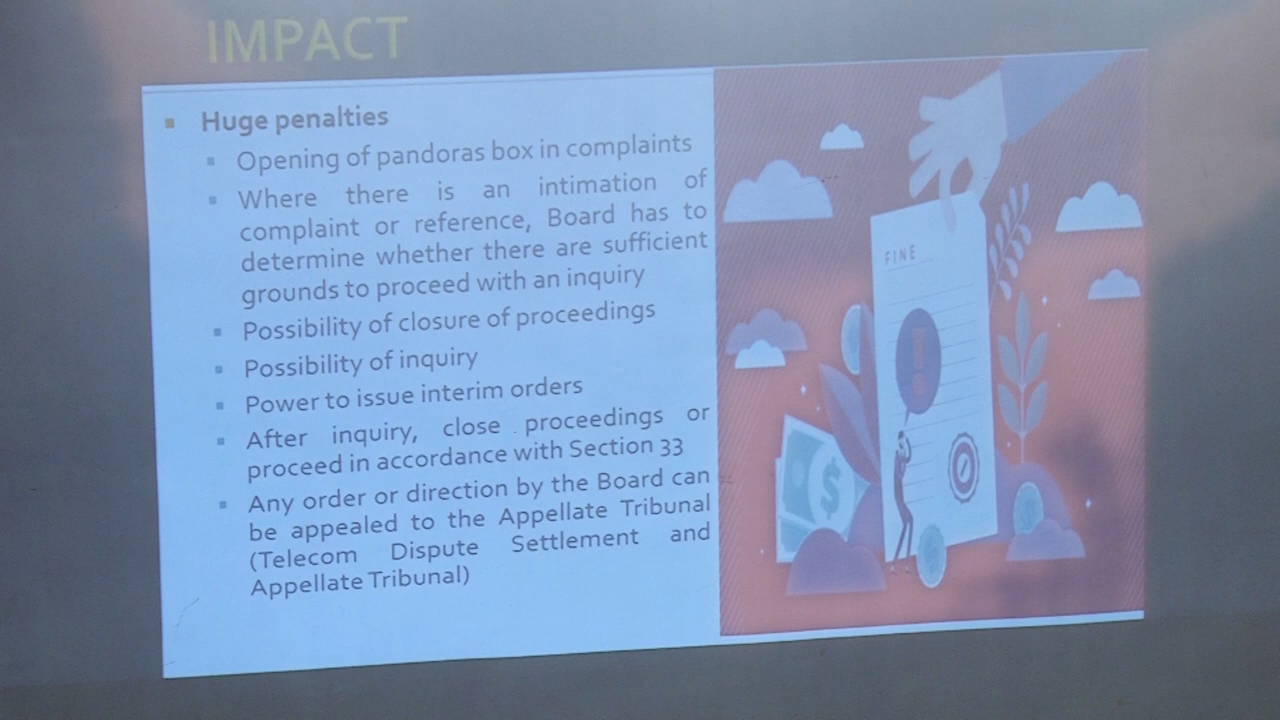 IMPACT
Huge penalties
Opening of pandoras box in complaints
Where there is an intimation of
complaint or reference, Board has to
determine whether there are sufficient
grounds to proceed with an inquiry
Possibility of closure of proceedings
Possibility of inquiry
Power to issue interim orders
After inquiry, close proceedings or
proceed in accordance with Section 33
Any order or direction by the Board can
be appealed to the Appellate Tribunal
(Telecom Dispute Settlement and
Appellate Tribunal)
FINE